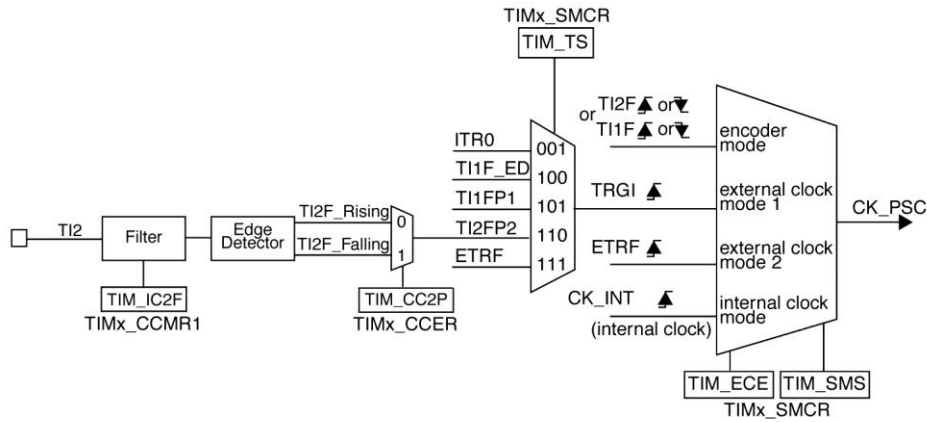 TIMx_SMCR
TIM_TS
or TI2F or
TI1F or
encoder
mode
ITR0
001
TI1F_ED
100
TI1FP1
101
TRGI
external clock
mode 1
CK_PSC
TI2
Filter
Edge
Detector
TI2F_Rising
0
TI2F_Falling
1
TI2FP2
110
ETRF
111
ETRF
external clock
mode 2
TIM_IC2F
TIMx_CCMR1
TIM_CC2P
TIMx_CCER
CK_INT
(internal clock)
internal clock
mode
TIM_ECE
TIM_SMS
TIMx_SMCR